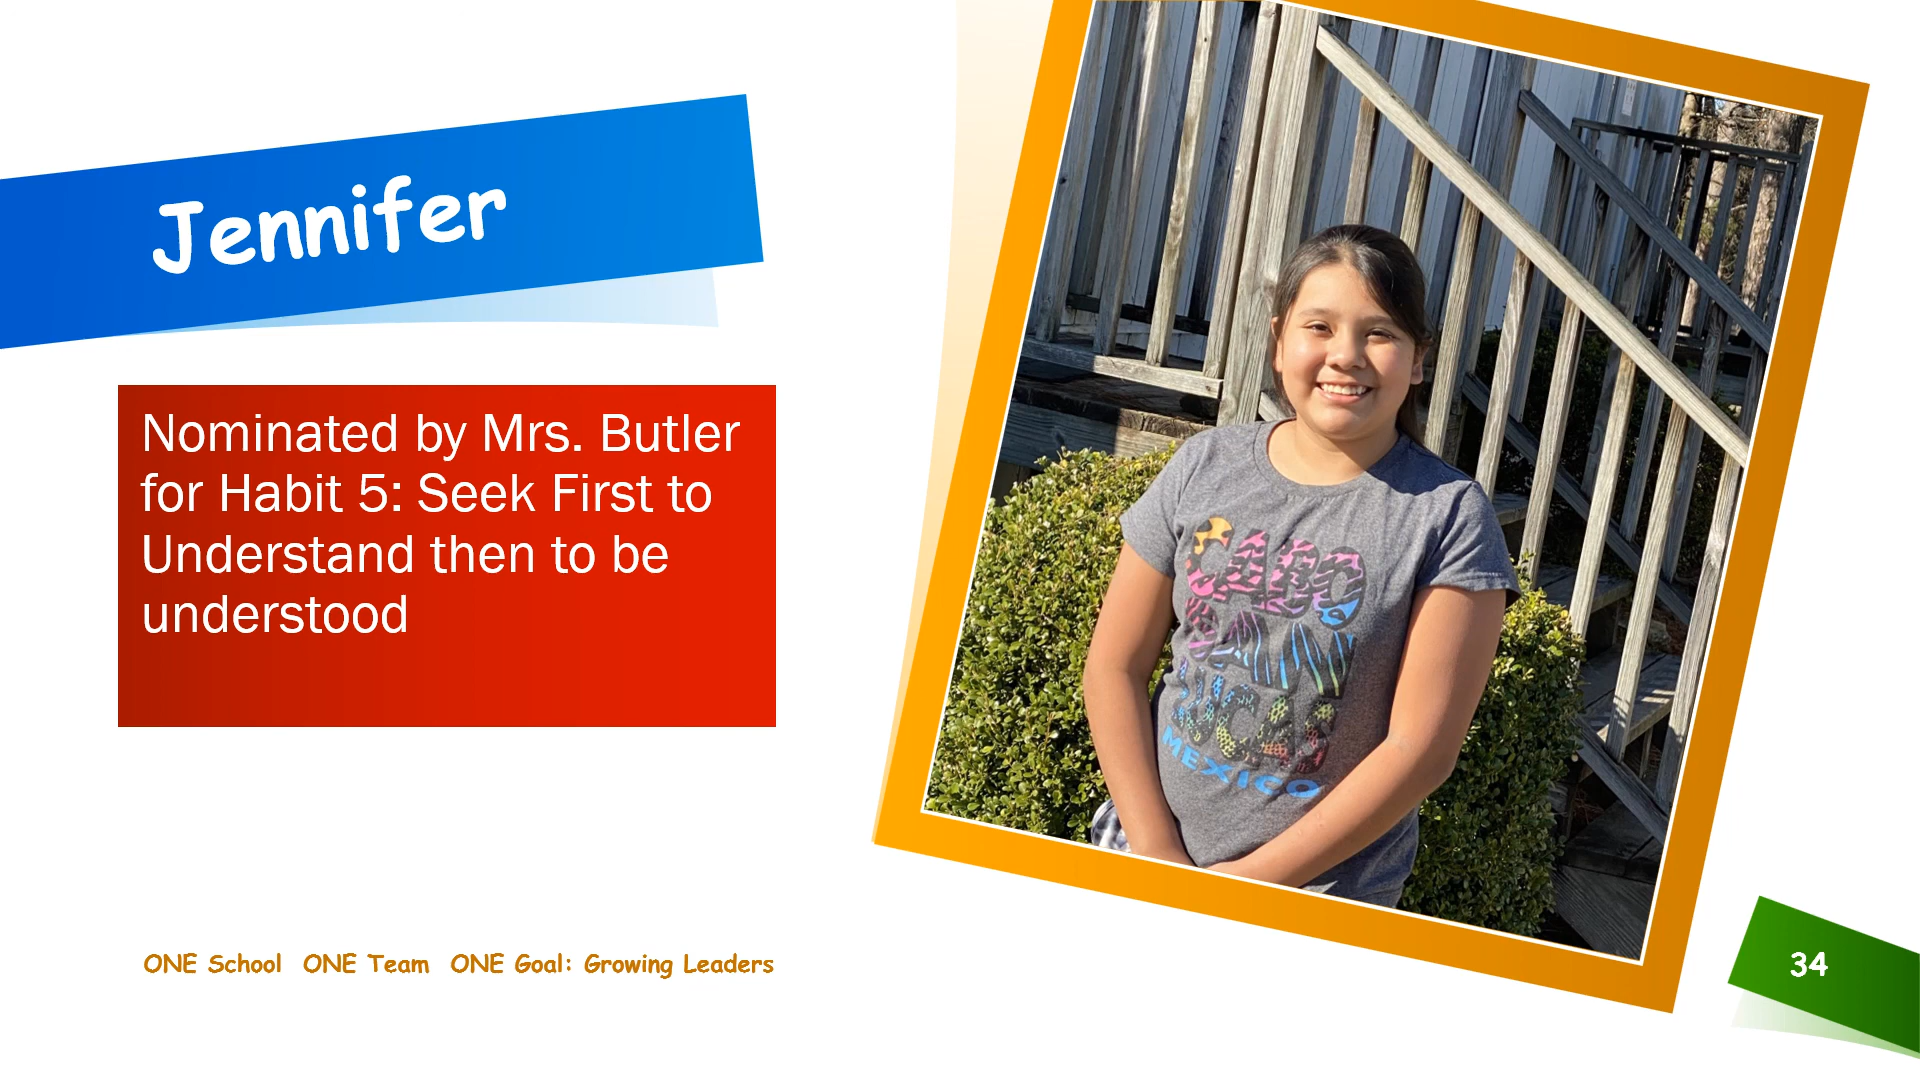 Jennifer
Nominated by Mrs. Butler
for Habit 5: Seek First to
Understand then to be
understood
CABO
SAN
LUCAS
MEXICO
ONE School ONE Team ONE Goal: Growing Leaders
34